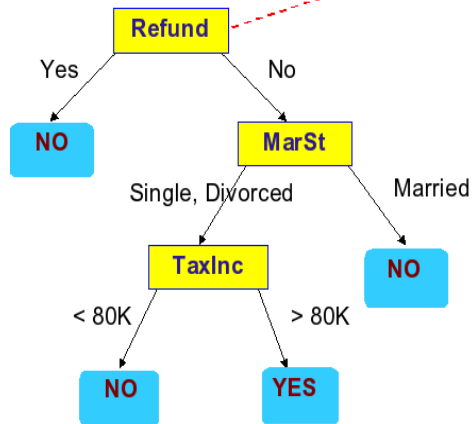 Refund
Yes
No
NO
MarSt
Single, Divorced
Married
TaxInc
NO
< 80K
> 80K
NO
YES